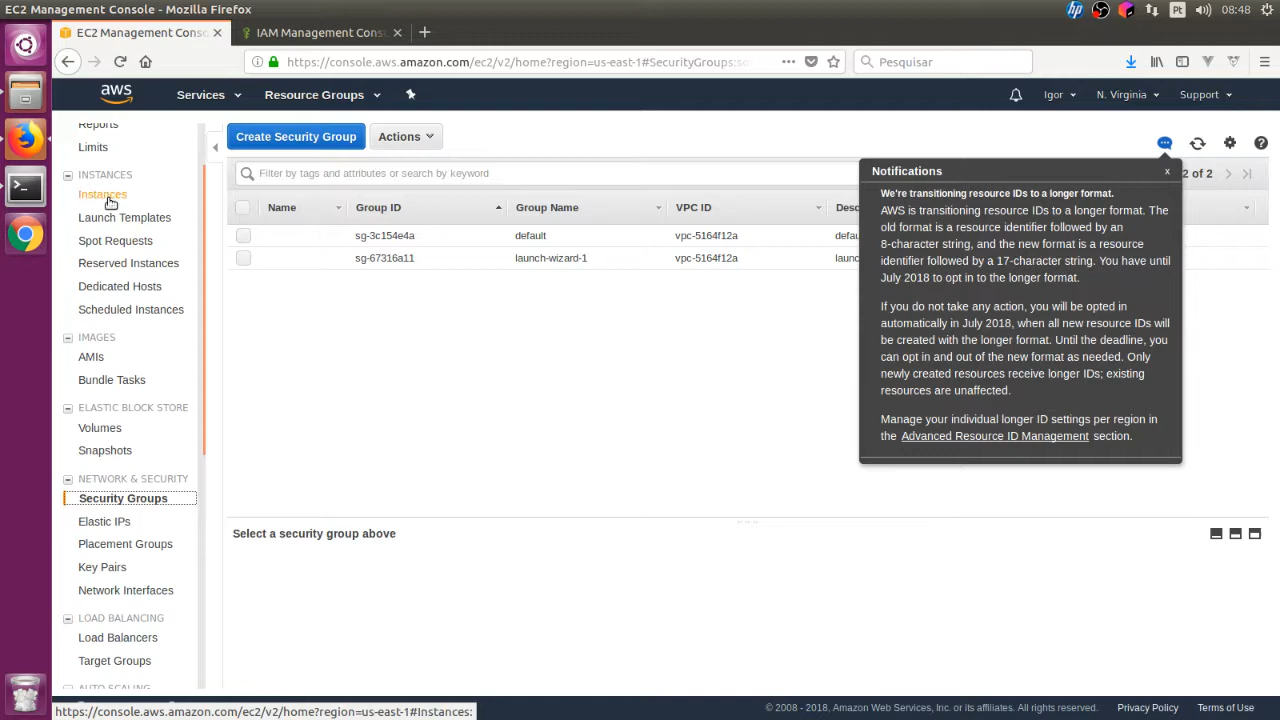 EC2 Management Console - Mozilla Firefox
Pt
08:48
EC2 Management Conso
IAM Management Cons
https://console.aws.amazon.com/ec2/v2/home?region=us-east-1#SecurityGroups:
Pesquisar
aws
Services
Resource Groups
Igor
N. Virginia
Support
Reports
Limits
INSTANCES
Instances
Launch Templates
Spot Requests
Reserved Instances
Dedicated Hosts
Scheduled Instances
IMAGES
AMIs
Bundle Tasks
ELASTIC BLOCK STORE
Volumes
Snapshots
NETWORK & SECURITY
Security Groups
Elastic IPs
Placement Groups
Key Pairs
Network Interfaces
LOAD BALANCING
Load Balancers
Target Groups
AUTO SCALING
Create Security Group
Actions
Filter by tags and attributes or search by keyword
2 of 2
Name
Group ID
Group Name
VPC ID
Desc
sg-3c154e4a
default
vpc-5164f12a
defau
sg-67316a11
launch-wizard-1
vpc-5164f12a
launc
Notifications
x
We're transitioning resource IDs to a longer format.
AWS is transitioning resource IDs to a longer format. The
old format is a resource identifier followed by an
8-character string, and the new format is a resource
identifier followed by a 17-character string. You have until
July 2018 to opt in to the longer format.
If you do not take any action, you will be opted in
automatically in July 2018, when all new resource IDs will
be created with the longer format. Until the deadline, you
can opt in and out of the new format as needed. Only
newly created resources receive longer IDs; existing
resources are unaffected.
Manage your individual longer ID settings per region in
the Advanced Resource ID Management section.
Select a security group above
https://console.aws.amazon.com/ec2/v2/home?region=us-east-1#Instances:
© 2008 - 2018, Amazon Web Services, Inc. or its affiliates. All rights reserved.
Privacy Policy
Terms of Use